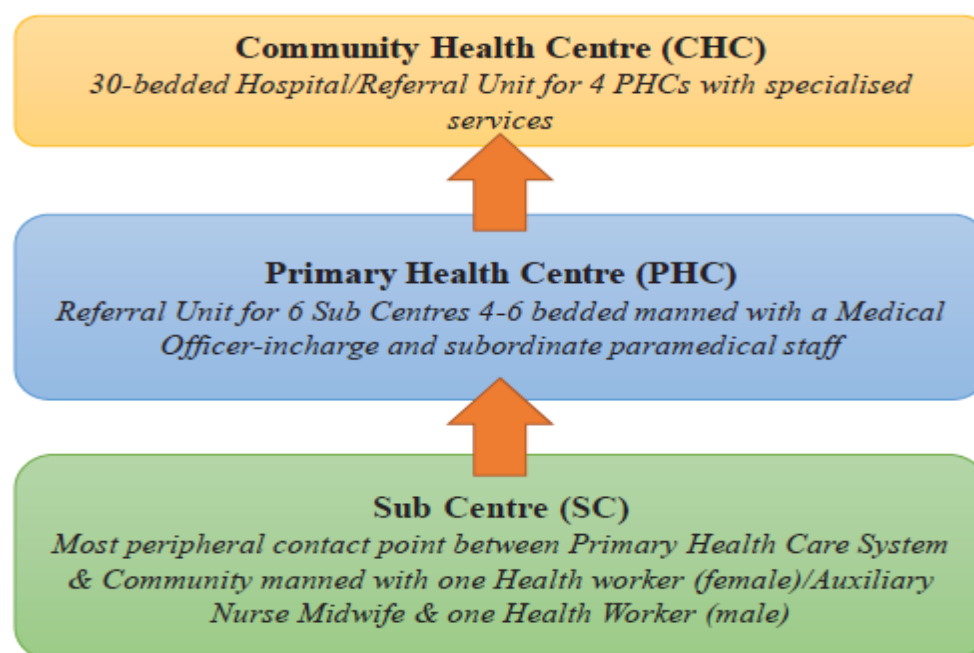 Community Health Centre (CHC)
30-bedded Hospital/Referral Unit for 4 PHCs with specialised
services
Primary Health Centre (PHC)
Referral Unit for 6 Sub Centres 4-6 bedded manned with a Medical
Officer-incharge and subordinate paramedical staff
Sub Centre (SC)
Most peripheral contact point between Primary Health Care System
& Community manned with one Health worker (female)/Auxiliary
Nurse Midwife & one Health Worker (male)